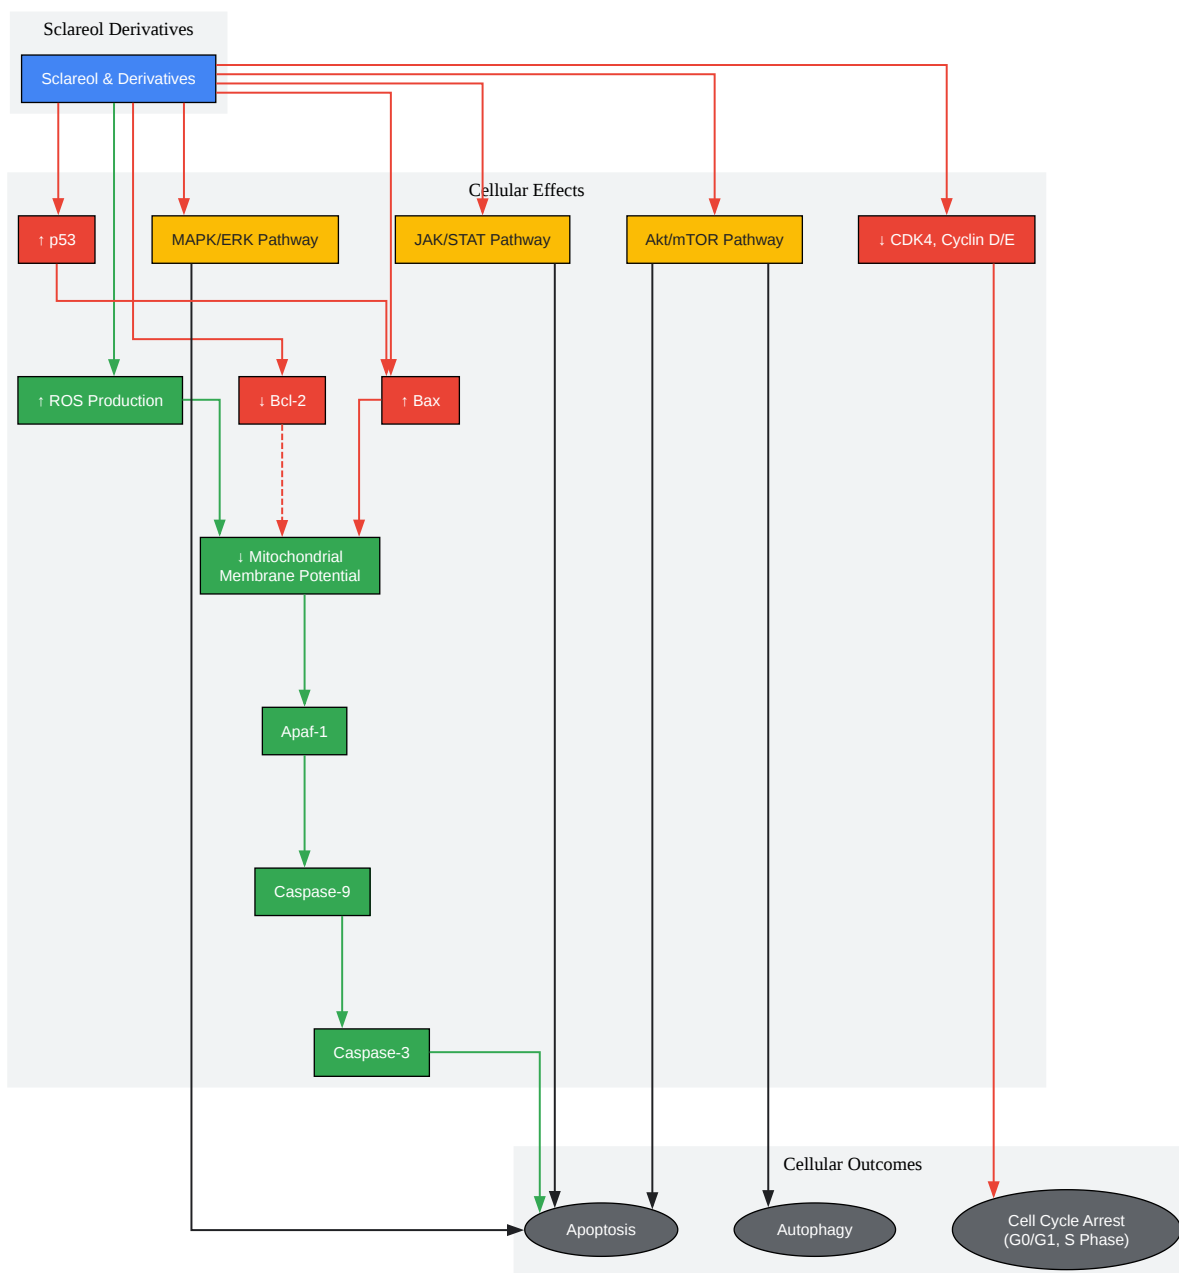 Sclareol Derivatives
Sclareol & Derivatives
Cellular Effects
↑ p53
MAPK/ERK Pathway
JAK/STAT Pathway
Akt/mTOR Pathway
↓ CDK4, Cyclin D/E
↑ ROS Production
↓ Bcl-2
↑ Bax
↓ Mitochondrial
Membrane Potential
Apaf-1
Caspase-9
Caspase-3
Cellular Outcomes
Apoptosis
Autophagy
Cell Cycle Arrest
(G0/G1, S Phase)